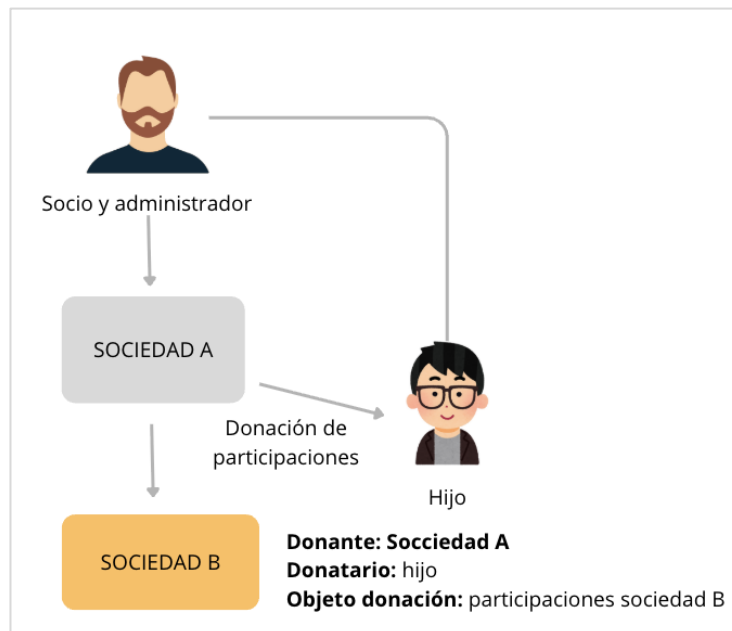 Socio y administrador
SOCIEDAD A
Donación de
participaciones
Hijo
SOCIEDAD B
Donante: Socciedad A
Donatario: hijo
Objeto donación: participaciones sociedad B